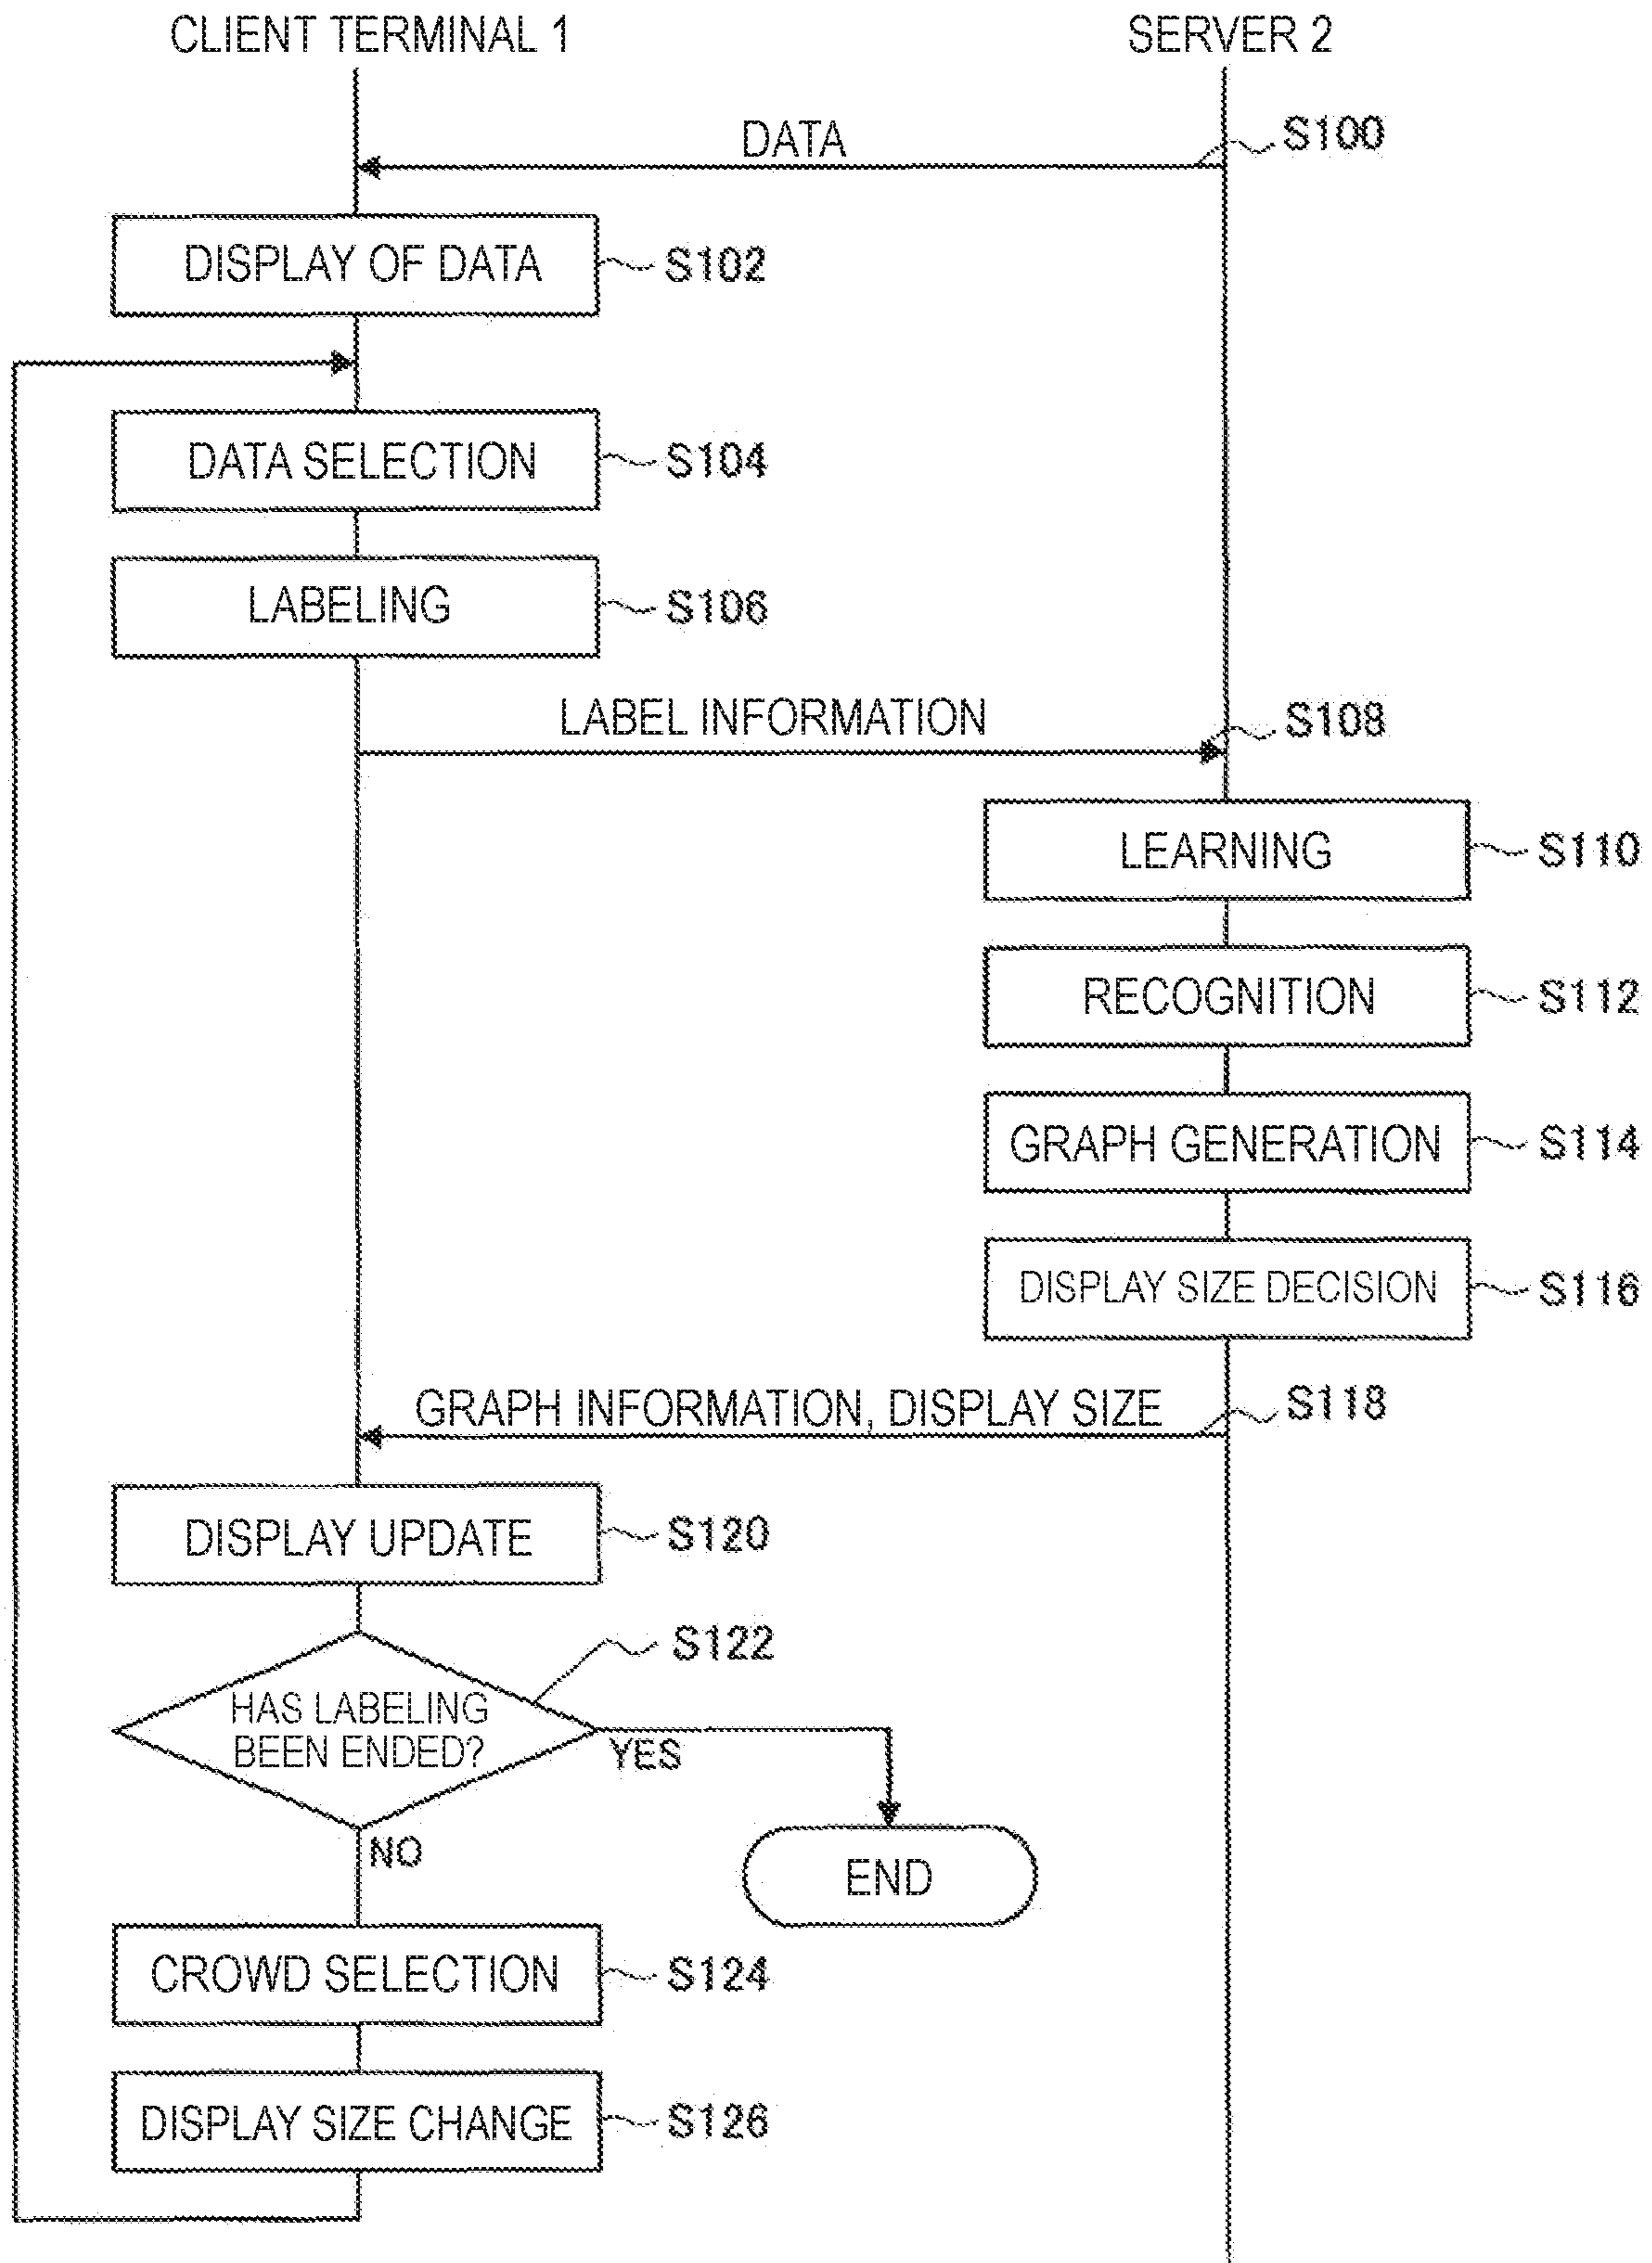 CLIENT TERMINAL 1
SERVER 2
DATA
S100
DISPLAY OF DATA
S102
DATA SELECTION
S104
LABELING
S106
LABEL INFORMATION
S108
LEARNING
S110
RECOGNITION
S112
GRAPH GENERATION
S114
DISPLAY SIZE DECISION
S116
GRAPH INFORMATION, DISPLAY SIZE
S118
DISPLAY UPDATE
S120
S122
HAS LABELING
BEEN ENDED?
YES
NO
END
CROWD SELECTION
S124
DISPLAY SIZE CHANGE
S126